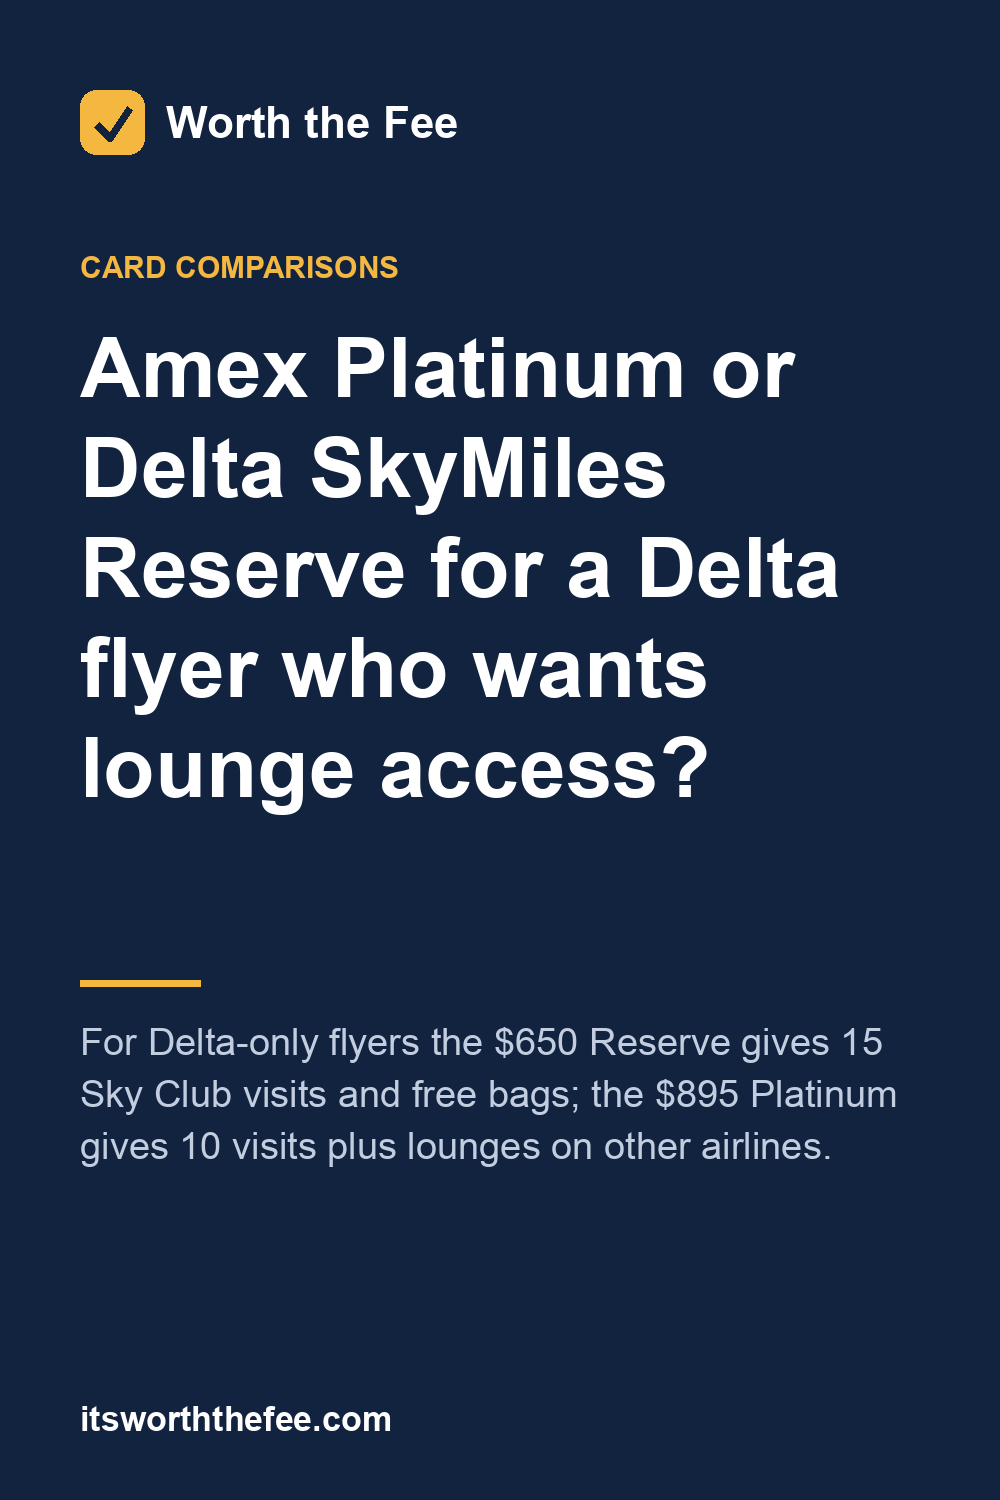 Worth the Fee
CARD COMPARISONS
Amex Platinum or
Delta SkyMiles
Reserve for a Delta
flyer who wants
lounge access?
For Delta-only flyers the $650 Reserve gives 15
Sky Club visits and free bags; the $895 Platinum
gives 10 visits plus lounges on other airlines.
itsworththefee.com